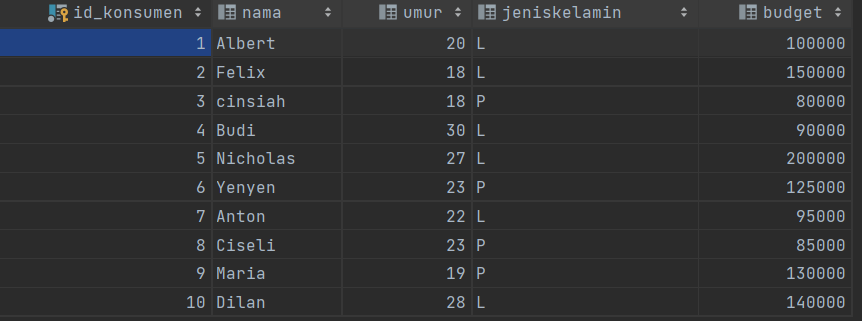 id_konsumen nama umur jeniskelamin budget
1 Albert 20 L 100000
2 Felix 18 L 150000
3 cinsiah 18 P 80000
4 Budi 30 L 90000
5 Nicholas 27 L 200000
6 Yenyen 23 P 125000
7 Anton 22 L 95000
8 Ciseli 23 P 85000
9 Maria 19 P 130000
10 Dilan 28 L 140000